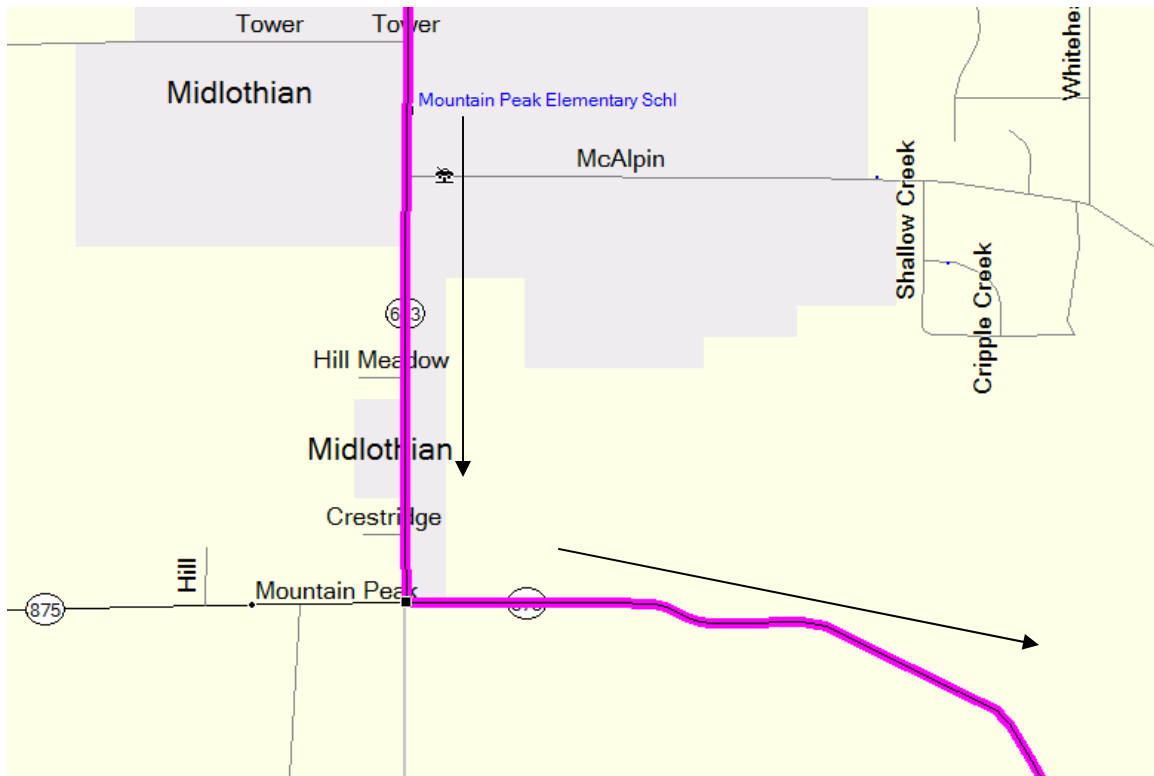 Tower Tower
Midlothian
Mountain Peak Elementary Schl
McAlpin
Shallow Creek
Cripple Creek
Hill Meadow
Midlothian
Crestridge
Hill
Mountain Peak
875